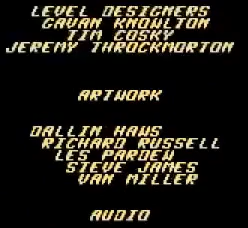 LEVEL DESIGNERS
GAVAN KNOWLTON
TIM COSKY
JEREMY THROCKMORTON
ARTWORK
DALLIN HAWS
RICHARD RUSSELL
LES PARDEW
STEVE JAMES
VAN MILLER
AUDIO